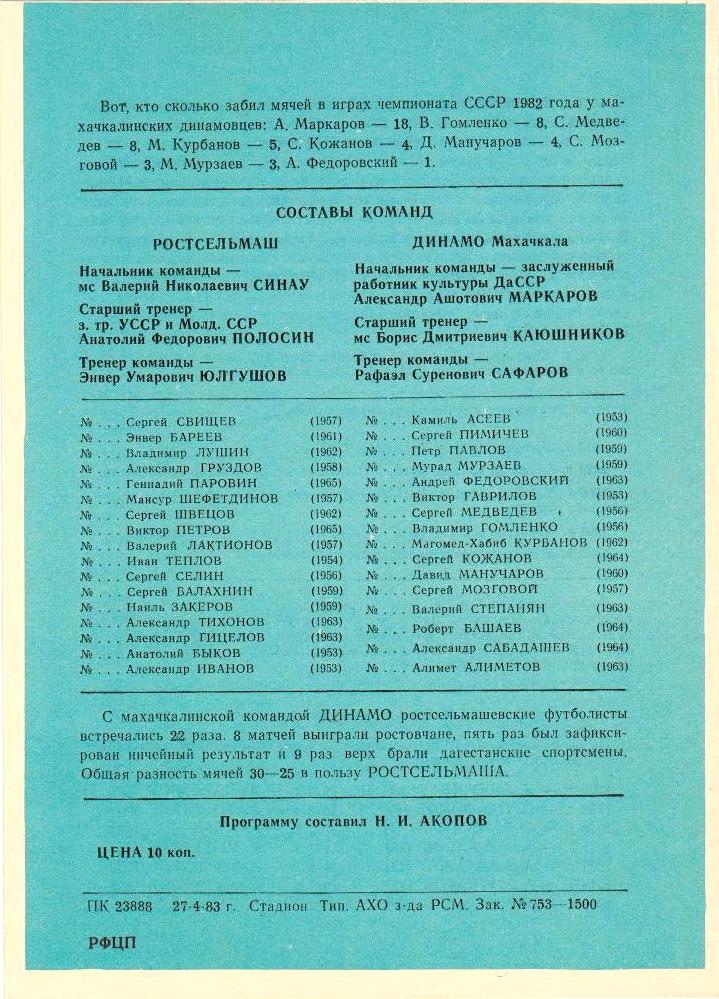 Вот, кто сколько забил мячей в играх чемпионата СССР 1982 года у ма-
хачкалинских динамовцев: А. Маркаров — 18, В. Гомленко — 8, С. Медве-
дев — 8, М. Курбанов — 5, С. Кожанов — 4, Д. Манучаров — 4, С. Моз-
говой — 3, М. Мурзаев — 3, А. Федоровский — 1.
СОСТАВЫ КОМАНД
РОСТСЕЛЬМАШ
Начальник команды —
мс Валерий Николаевич СИНАУ
Старший тренер —
з. тр. УССР и Молд. ССР
Анатолий Федорович ПОЛОСИН
Тренер команды —
Энвер Умарович ЮЛГУШОВ
ДИНАМО Махачкала
Начальник команды — заслуженный
работник культуры ДаССР
Александр Ашотович МАРКАРОВ
Старший тренер —
мс Борис Дмитриевич КАЮШНИКОВ
Тренер команды —
Рафаэл Суренович САФАРОВ
№ . . . Сергей СВИЩЕВ (1957)
№ . . . Энвер БАРЕЕВ (1961)
№ . . . Владимир ЛУШИН (1962)
№ . . . Александр ГРУЗДОВ (1958)
№ . . . Геннадий ПАРОВИН (1965)
№ . . . Мансур ШЕФЕТДИНОВ (1957)
№ . . . Сергей ШВЕЦОВ (1962)
№ . . . Виктор ПЕТРОВ (1965)
№ . . . Валерий ЛАКТИОНОВ (1957)
№ . . . Иван ТЕПЛОВ (1954)
№ . . . Сергей СЕЛИН (1956)
№ . . . Сергей БАЛАХНИН (1959)
№ . . . Наиль ЗАКЕРОВ (1959)
№ . . . Александр ТИХОНОВ (1963)
№ . . . Александр ГИЦЕЛОВ (1963)
№ . . . Анатолий БЫКОВ (1953)
№ . . . Александр ИВАНОВ (1953)
№ . . . Камиль АСЕЕВ (1953)
№ . . . Сергей ПИМИЧЕВ (1960)
№ . . . Петр ПАВЛОВ (1959)
№ . . . Мурад МУРЗАЕВ (1959)
№ . . . Андрей ФЕДОРОВСКИЙ (1963)
№ . . . Виктор ГАВРИЛОВ (1953)
№ . . . Сергей МЕДВЕДЕВ (1956)
№ . . . Владимир ГОМЛЕНКО (1956)
№ . . . Магомед-Хабиб КУРБАНОВ (1962)
№ . . . Сергей КОЖАНОВ (1964)
№ . . . Давид МАНУЧАРОВ (1960)
№ . . . Сергей МОЗГОВОЙ (1957)
№ . . . Валерий СТЕПАНЯН (1963)
№ . . . Роберт БАШАЕВ (1964)
№ . . . Александр САБАДАШЕВ (1964)
№ . . . Алимет АЛИМЕТОВ (1963)
С махачкалинской командой ДИНАМО ростсельмашевские футболисты
встречались 22 раза. 8 матчей выиграли ростовчане, пять раз был зафикси-
рован ничейный результат и 9 раз верх брали дагестанские спортсмены.
Общая разность мячей 30—25 в пользу РОСТСЕЛЬМАША.
Программу составил Н. И. АКОПОВ
ЦЕНА 10 коп.
ПК 23888 27-4-83 г. Стадион Тип. АХО з-да РСМ. Зак. № 753—1500
РФЦП